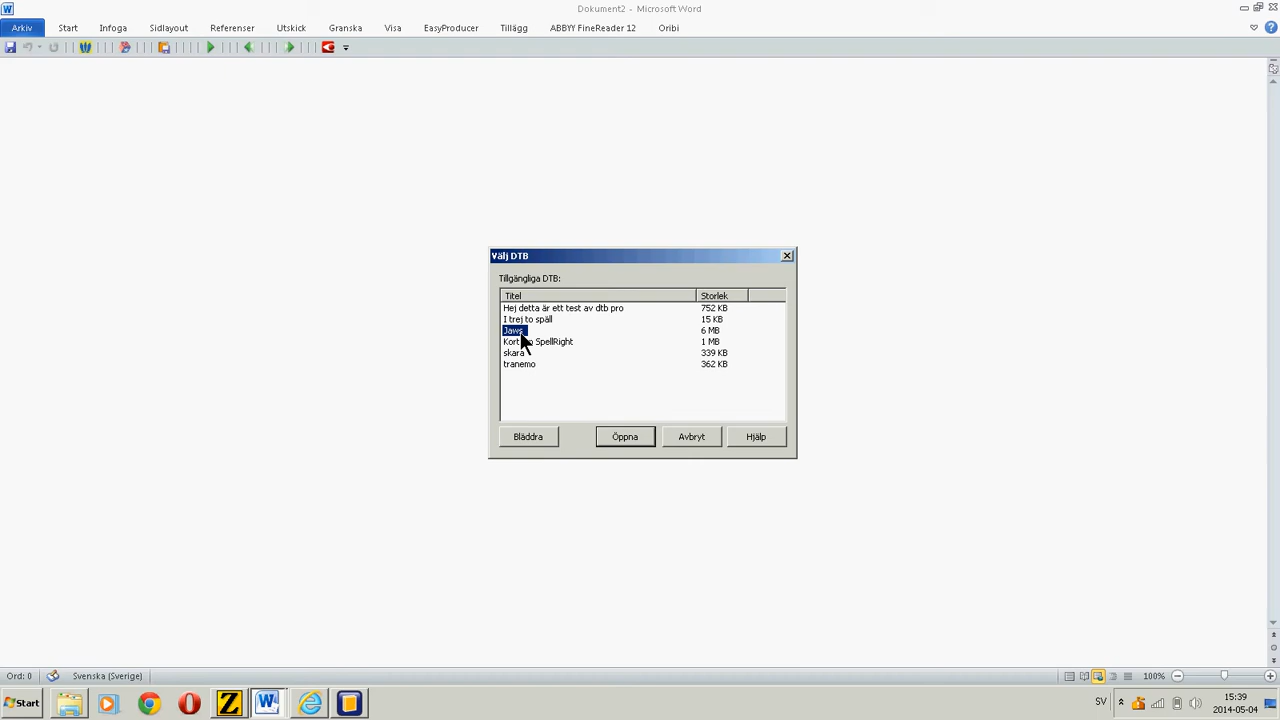 Dokument2 - Microsoft Word
Arkiv Start Infoga Sidlayout Referenser Utskick Granska Visa EasyProducer Tillägg ABBYY FineReader 12 Oribi
Välj DTB
Tillgängliga DTB:
Titel Storlek
Hej detta är ett test av dtb pro 752 KB
I trej to späll 15 KB
Jaws 6 MB
SpellRight 1 MB
skara 339 KB
tranemo 362 KB
Bläddra Öppna Avbryt Hjälp
Ord: 0 Svenska (Sverige) 100%
Start SV 15:39
2014-05-04